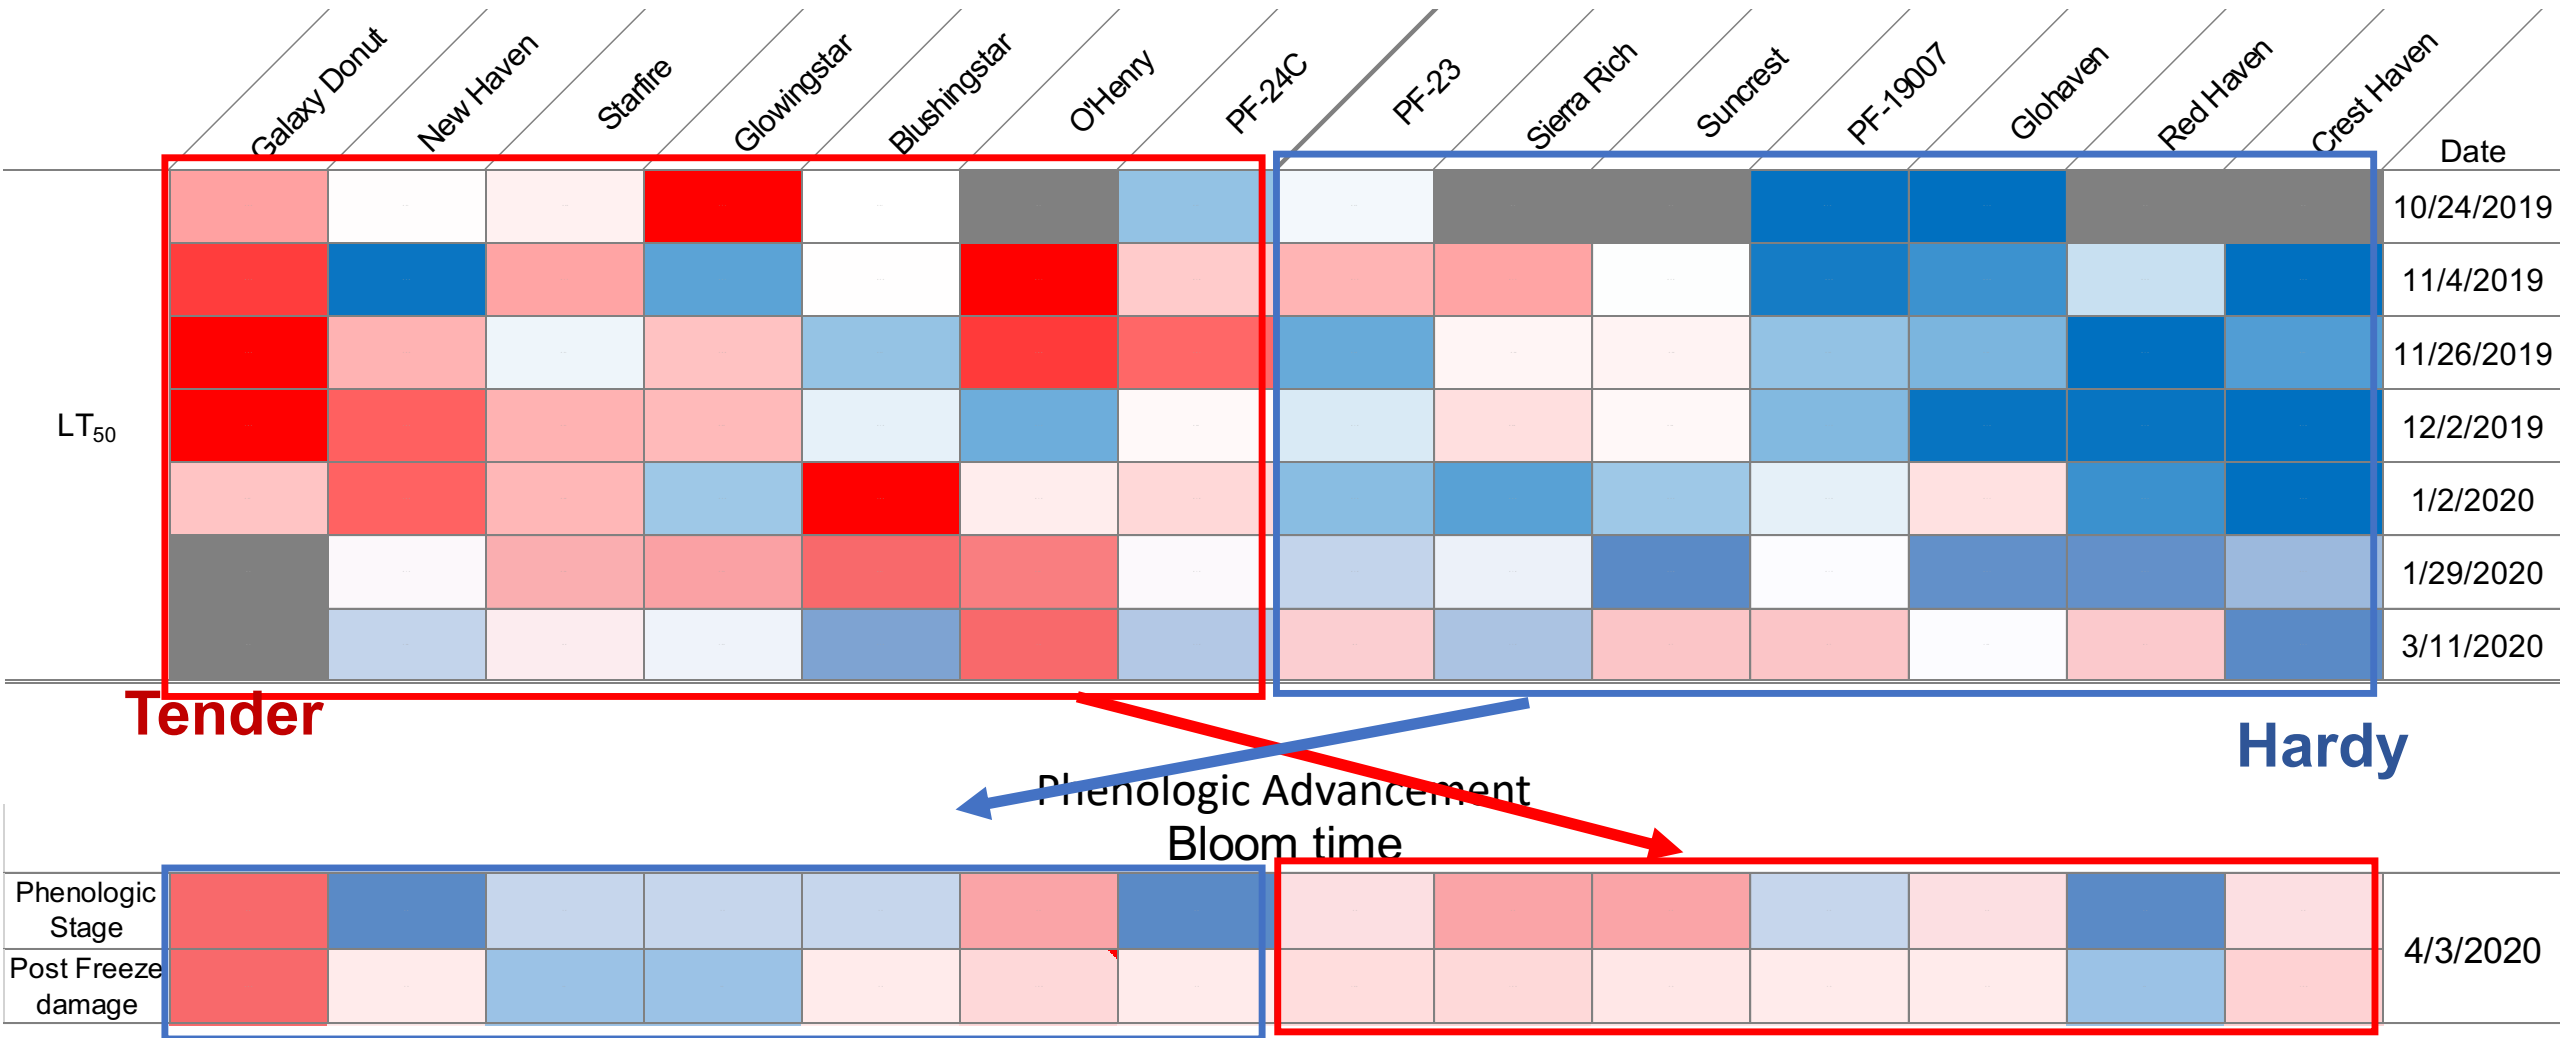 Galaxy Donut
New Haven
Starfire
Glowingstar
Blushingstar
O'Henry
PF-24C
PF-23
Sierra Rich
Suncrest
PF-19007
Glohaven
Red Haven
Crest Haven
Date
10/24/2019
11/4/2019
11/26/2019
LT50
12/2/2019
1/2/2020
1/29/2020
3/11/2020
Tender
Hardy
Phenologic Advancement
Bloom time
Phenologic
Stage
Post Freeze
damage
4/3/2020